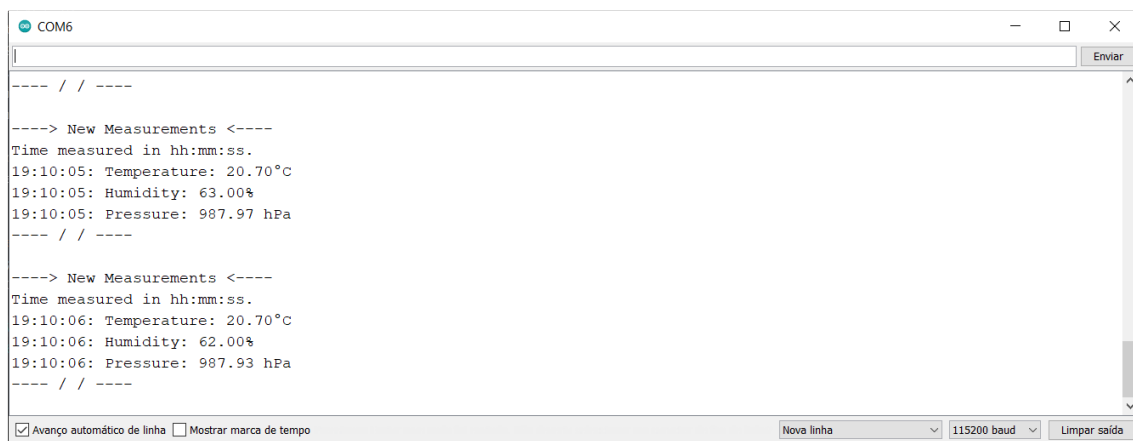 COM6
Enviar
---- / / ----
----> New Measurements <----
Time measured in hh:mm:ss.
19:10:05: Temperature: 20.70°C
19:10:05: Humidity: 63.00%
19:10:05: Pressure: 987.97 hPa
---- / / ----
----> New Measurements <----
Time measured in hh:mm:ss.
19:10:06: Temperature: 20.70°C
19:10:06: Humidity: 62.00%
19:10:06: Pressure: 987.93 hPa
---- / / ----
Avanço automático de linha Mostrar marca de tempo Nova linha 115200 baud Limpar saída